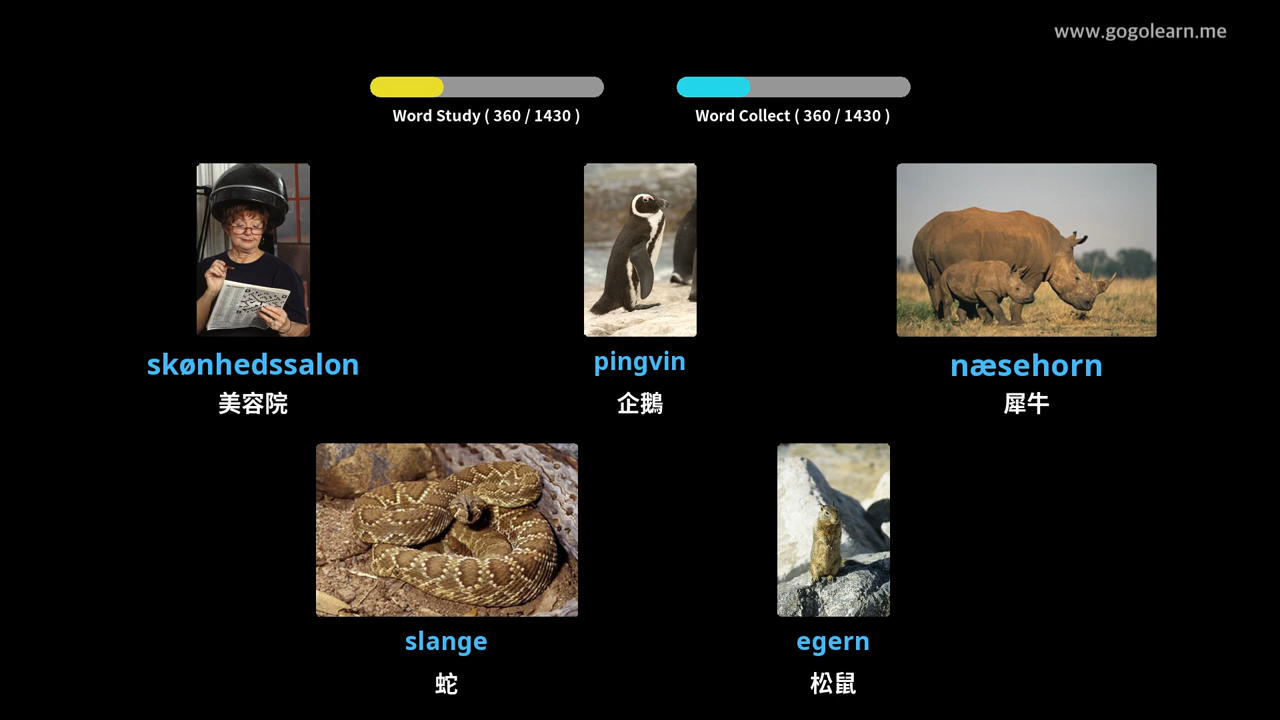 www.gogolearn.me
Word Study ( 360 / 1430 )
Word Collect ( 360 / 1430 )
skønhedssalon
美容院
pingvin
企鵝
næsehorn
犀牛
slange
蛇
egern
松鼠